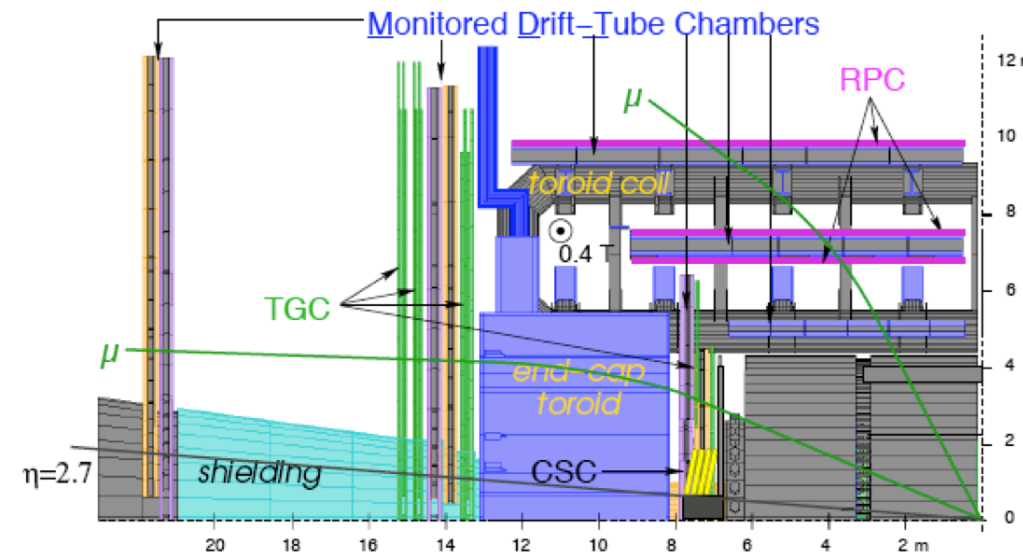 Monitored Drift-Tube Chambers
12 m
RPC
μ
10
toroid coil
8
0.4 T
6
TGC
μ
4
end-cap
toroid
2
η=2.7
shielding
CSC
20 18 16 14 12 10 8 6 4 2 m
0